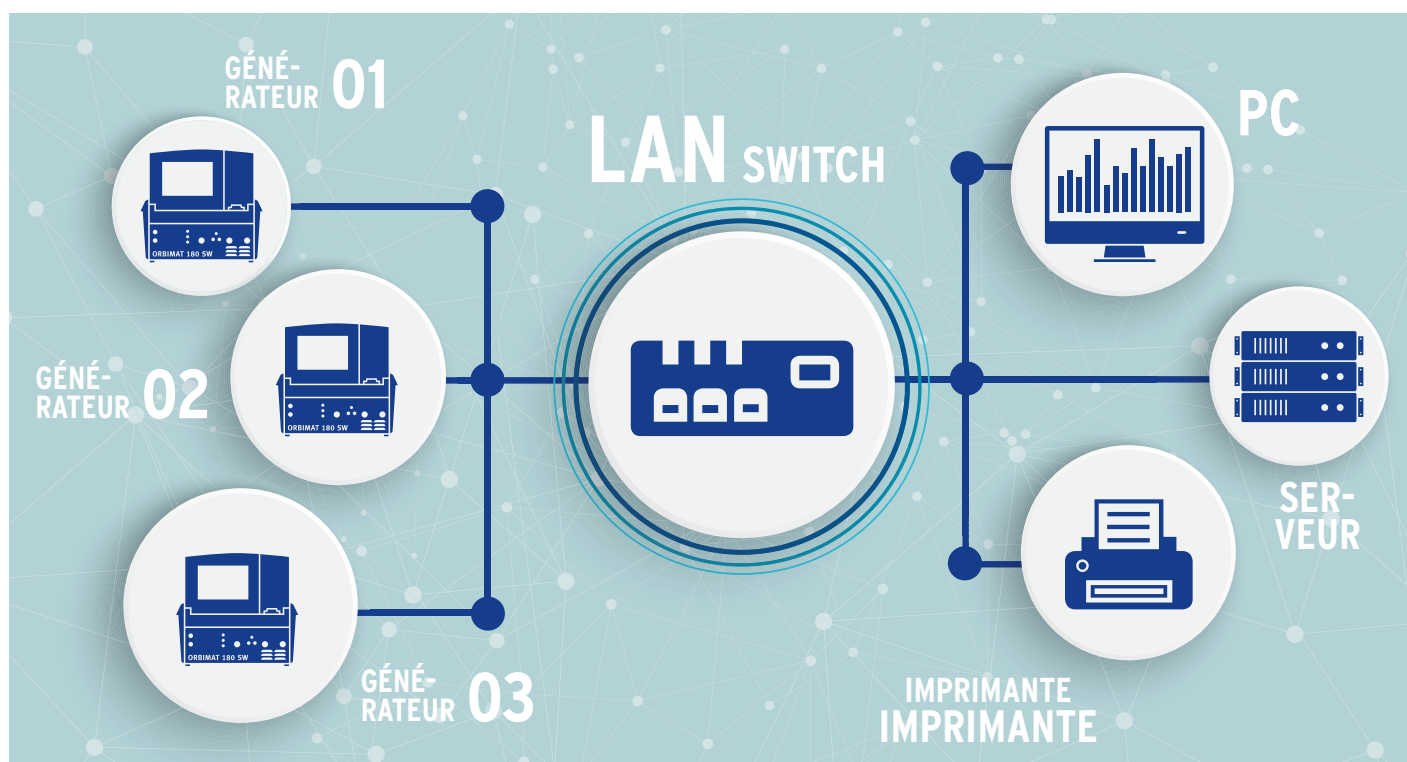 GÉNÉ-
RATEUR 01
ORBIMAT 180 SW
GÉNÉ-
RATEUR 02
ORBIMAT 180 SW
GÉNÉ-
RATEUR 03
ORBIMAT 180 SW
LAN SWITCH
PC
SER-
VEUR
IMPRIMANTE
IMPRIMANTE